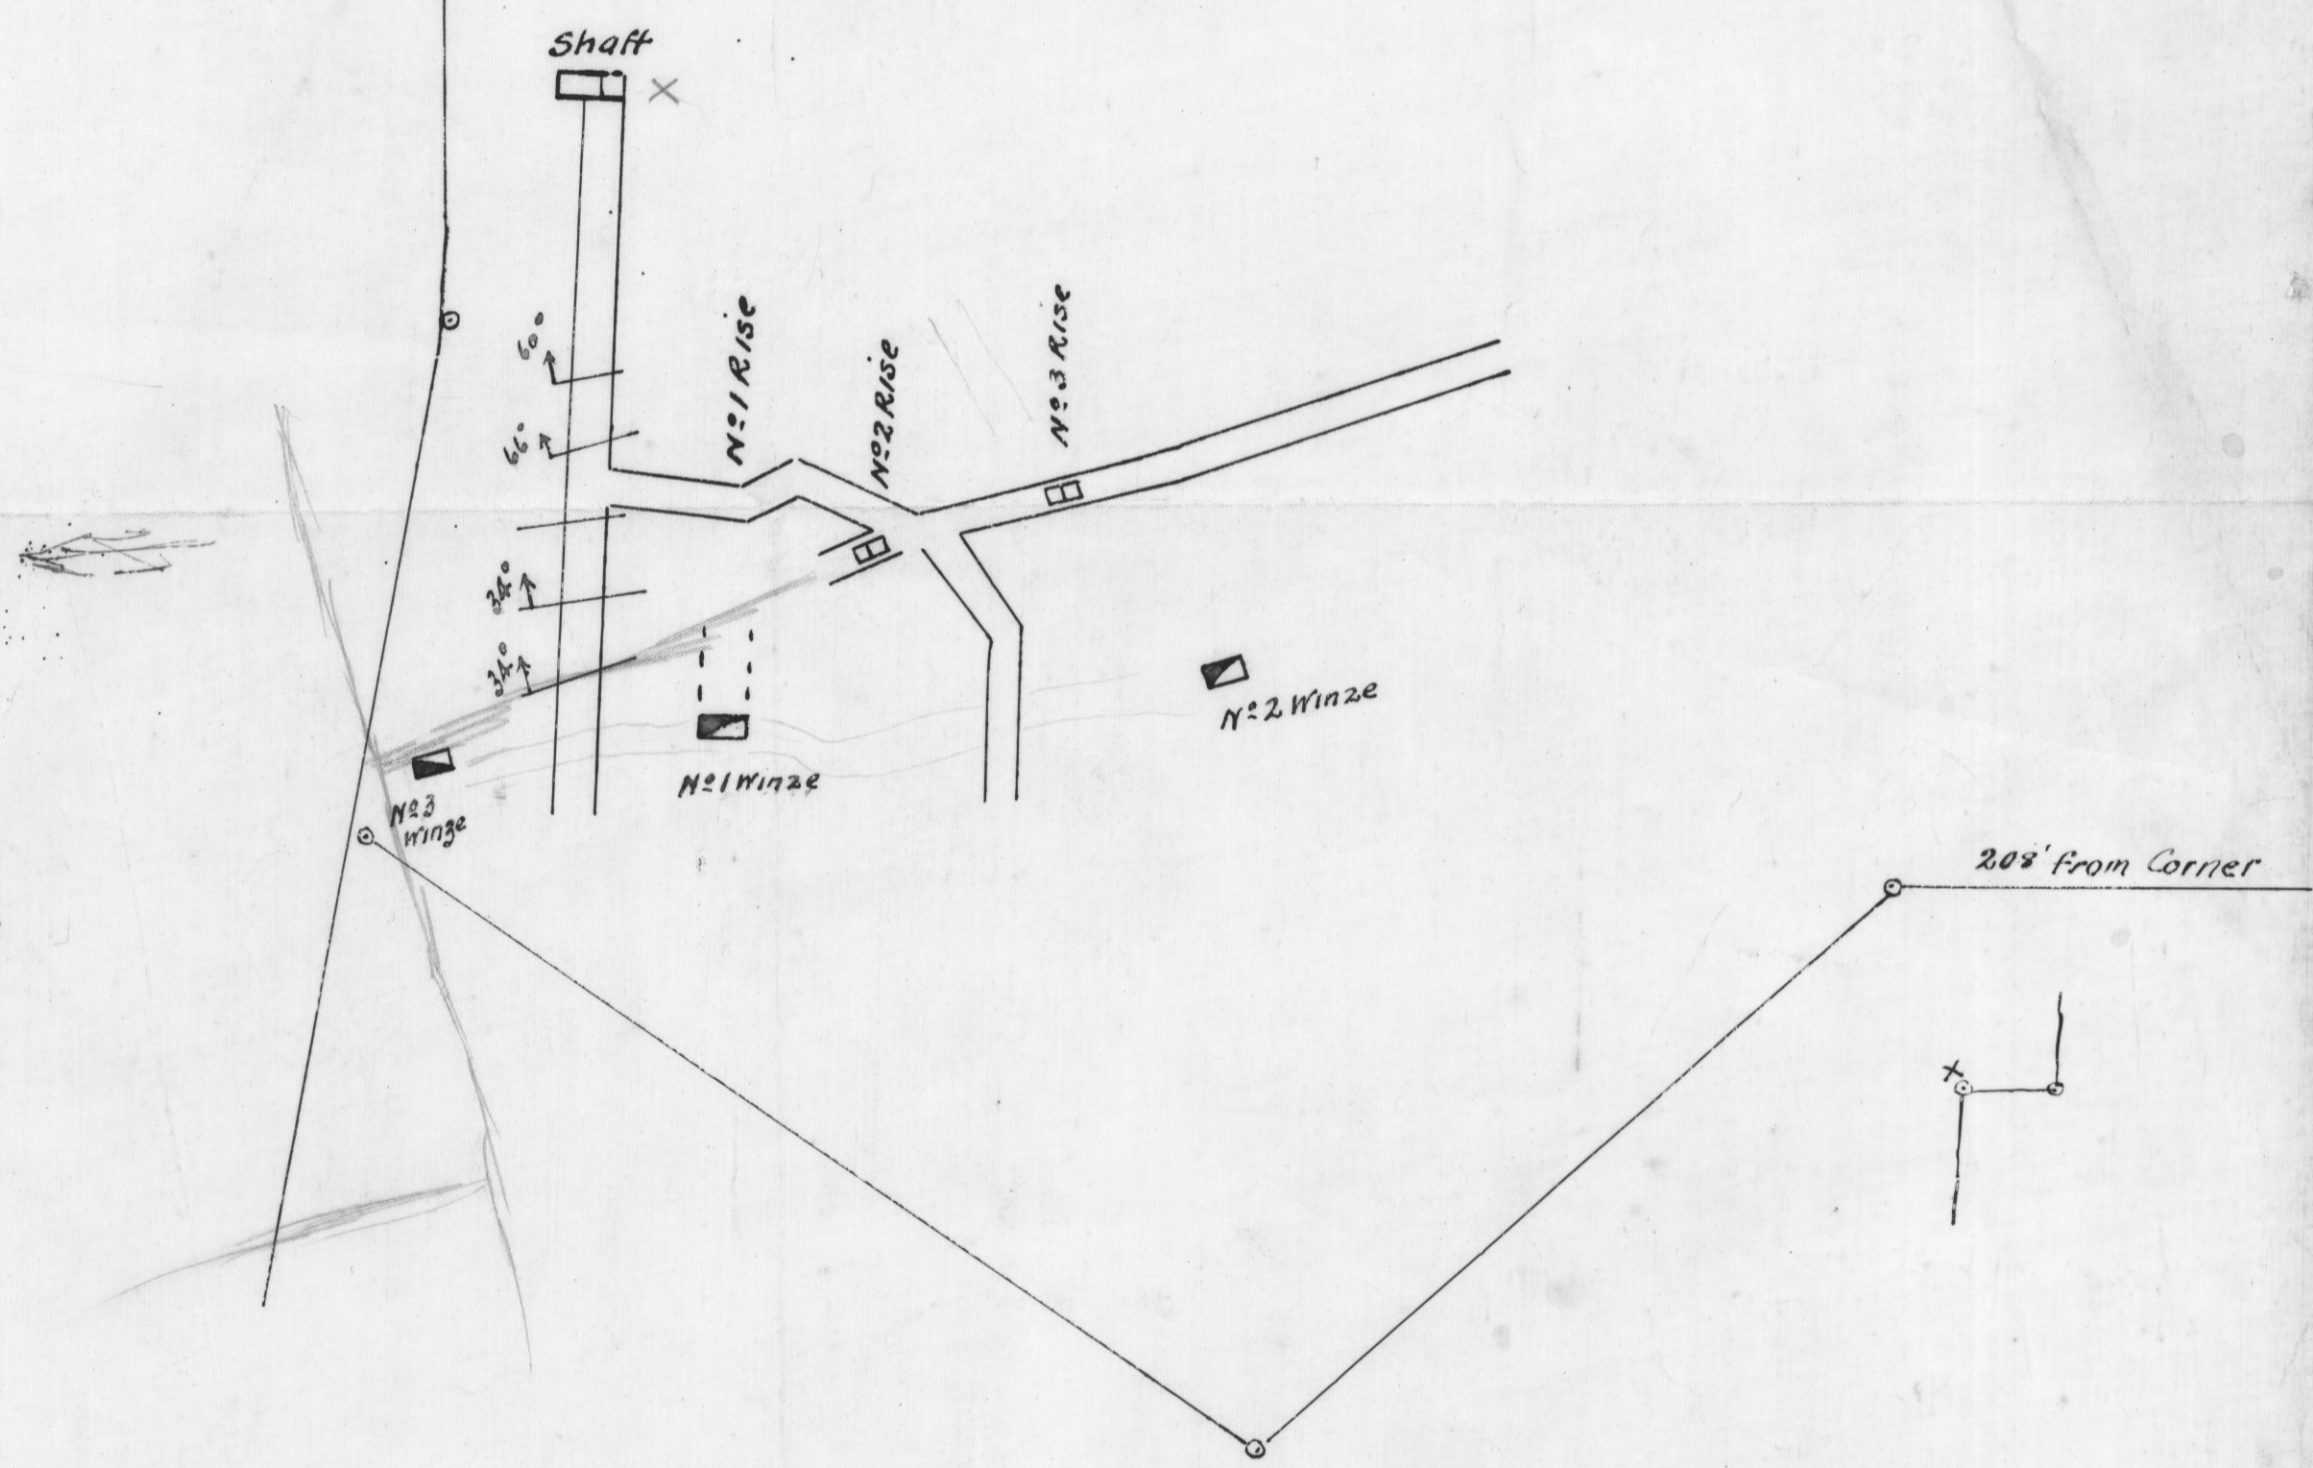 Shaft
X
60°
66°
Nº 1 Rise
Nº 2 Rise
Nº 3 Rise
34°
34°
Nº 1 Winze
Nº 2 Winze
Nº 3
Winze
208' from Corner
X